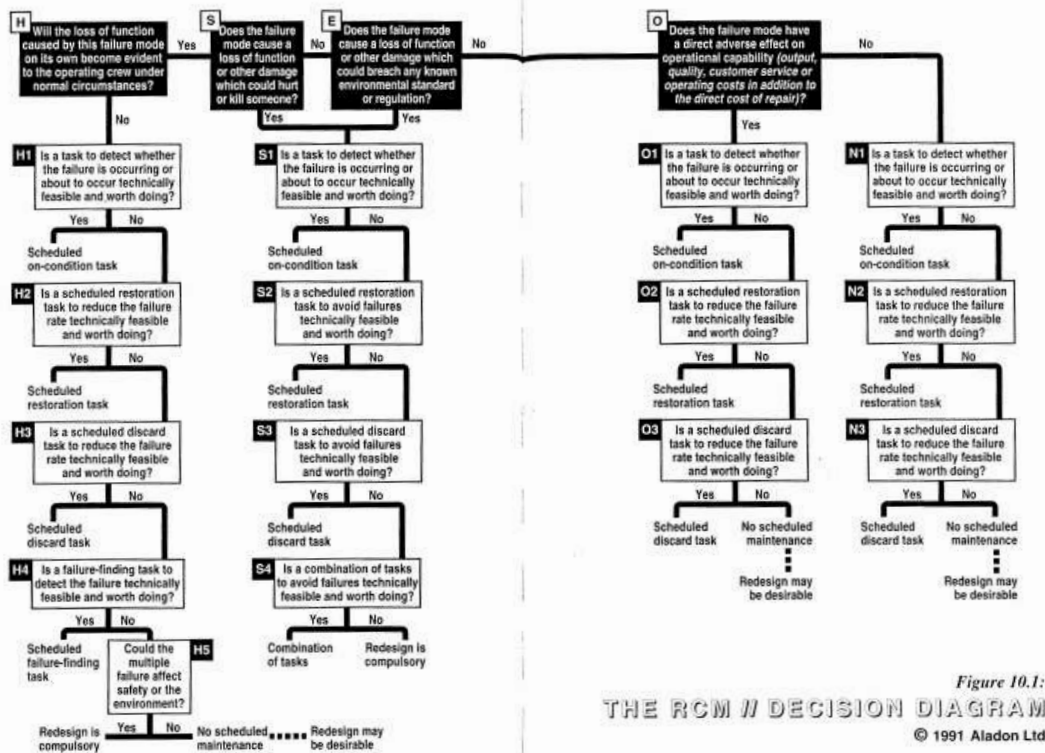 H
Will the loss of function
caused by this failure mode
on its own become evident
to the operating crew under
normal circumstances?
Yes
S
Does the failure
mode cause a
loss of function
or other damage
which could hurt
or kill someone?
No
E
Does the failure mode
cause a loss of function
or other damage which
could breach any known
environmental standard
or regulation?
No
O
Does the failure mode have
a direct adverse effect on
operational capability (output,
quality, customer service or
operating costs in addition to
the direct cost of repair)?
No
No
Yes
Yes
Yes
H1
Is a task to detect whether
the failure is occurring or
about to occur technically
feasible and worth doing?
Yes
No
Scheduled
on-condition task
H2
Is a scheduled restoration
task to reduce the failure
rate technically feasible
and worth doing?
Yes
No
Scheduled
restoration task
H3
Is a scheduled discard
task to reduce the failure
rate technically feasible
and worth doing?
Yes
No
Scheduled
discard task
H4
Is a failure-finding task to
detect the failure technically
feasible and worth doing?
Yes
No
Scheduled
failure-finding
task
Could the
multiple
failure affect
safety or the
environment?
H5
Redesign is
compulsory
Yes
No
No scheduled
maintenance
Redesign may
be desirable
S1
Is a task to detect whether
the failure is occurring or
about to occur technically
feasible and worth doing?
Yes
No
Scheduled
on-condition task
S2
Is a scheduled restoration
task to avoid failures
technically feasible
and worth doing?
Yes
No
Scheduled
restoration task
S3
Is a scheduled discard
task to avoid failures
technically feasible
and worth doing?
Yes
No
Scheduled
discard task
S4
Is a combination of tasks
to avoid failures technically
feasible and worth doing?
Yes
No
Combination
of tasks
Redesign is
compulsory
O1
Is a task to detect whether
the failure is occurring or
about to occur technically
feasible and worth doing?
Yes
No
Scheduled
on-condition task
O2
Is a scheduled restoration
task to reduce the failure
rate technically feasible
and worth doing?
Yes
No
Scheduled
restoration task
O3
Is a scheduled discard
task to reduce the failure
rate technically feasible
and worth doing?
Yes
No
Scheduled
discard task
No scheduled
maintenance
Redesign may
be desirable
N1
Is a task to detect whether
the failure is occurring or
about to occur technically
feasible and worth doing?
Yes
No
Scheduled
on-condition task
N2
Is a scheduled restoration
task to reduce the failure
rate technically feasible
and worth doing?
Yes
No
Scheduled
restoration task
N3
Is a scheduled discard
task to reduce the failure
rate technically feasible
and worth doing?
Yes
No
Scheduled
discard task
No scheduled
maintenance
Redesign may
be desirable
Figure 10.1:
THE RCM II DECISION DIAGRAM
© 1991 Aladon Ltd